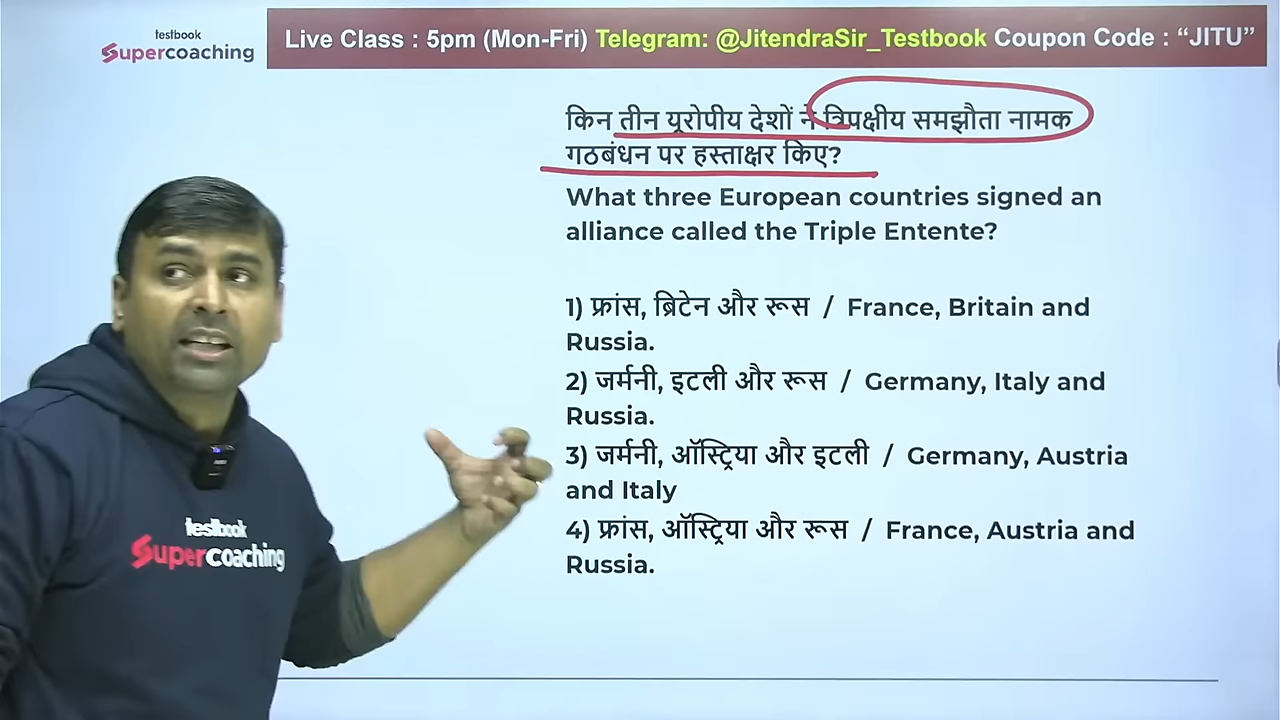 testbook
Supercoaching
Live Class : 5pm (Mon-Fri) Telegram: @JitendraSir_Testbook Coupon Code : “JITU”
किन तीन यूरोपीय देशों ने त्रिपक्षीय समझौता नामक
गठबंधन पर हस्ताक्षर किए?
What three European countries signed an
alliance called the Triple Entente?
1) फ्रांस, ब्रिटेन और रूस / France, Britain and
Russia.
2) जर्मनी, इटली और रूस / Germany, Italy and
Russia.
3) जर्मनी, ऑस्ट्रिया और इटली / Germany, Austria
and Italy
4) फ्रांस, ऑस्ट्रिया और रूस / France, Austria and
Russia.
testbook
Supercoaching